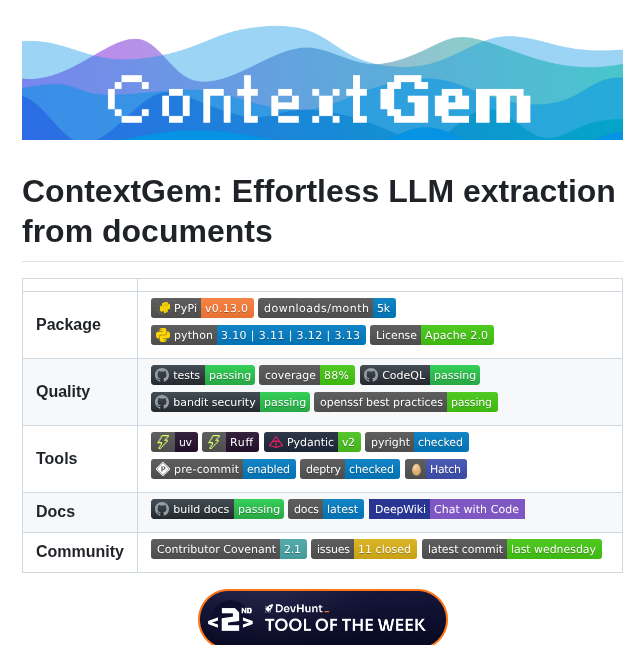 ContextGem
ContextGem: Effortless LLM extraction
from documents
Package
PyPi v0.13.0 downloads/month 5k
python 3.10 | 3.11 | 3.12 | 3.13 License Apache 2.0
Quality
tests passing coverage 88% CodeQL passing
bandit security passing openssf best practices passing
Tools
uv Ruff Pydantic v2 pyright checked
pre-commit enabled deptry checked Hatch
Docs
build docs passing docs latest DeepWiki Chat with Code
Community
Contributor Covenant 2.1 issues 11 closed latest commit last wednesday
<2> ND DevHunt_
TOOL OF THE WEEK